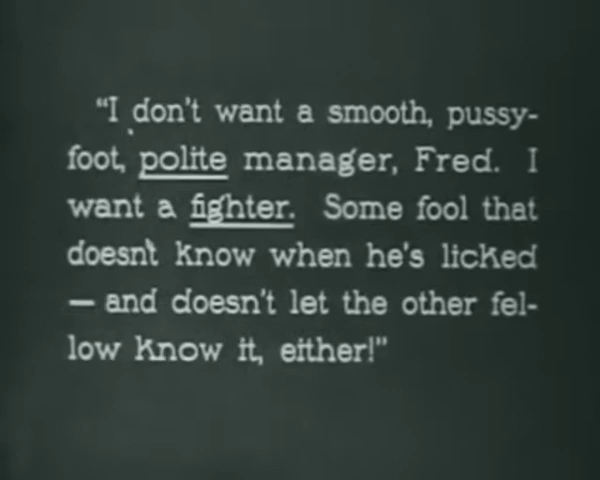 "I don't want a smooth, pussy-
foot, polite manager, Fred. I
want a fighter. Some fool that
doesn't know when he's licked
— and doesn't let the other fel-
low know it, either!"